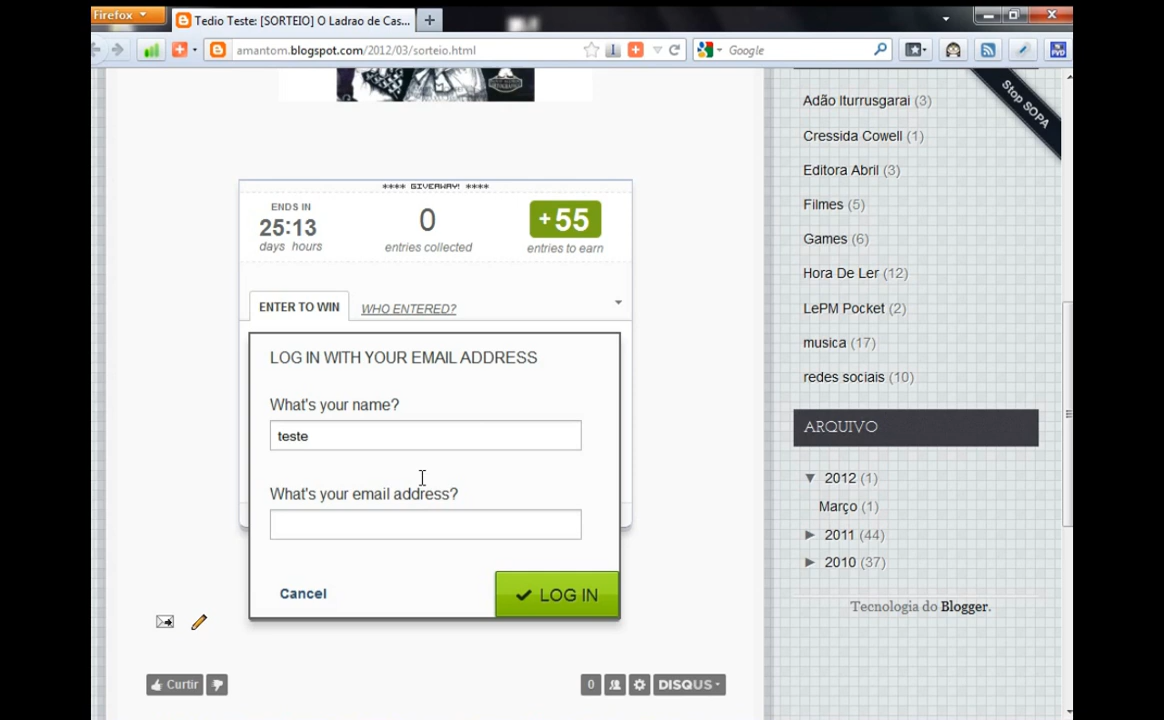 Firefox
Tedio Teste: [SORTEIO] O Ladrao de Cas...
amantom.blogspot.com/2012/03/sorteio.html
Google
Stop SOPA
Adão Iturrusgarai (3)
Cressida Cowell (1)
Editora Abril (3)
Filmes (5)
Games (6)
Hora De Ler (12)
LePM Pocket (2)
musica (17)
redes sociais (10)
ARQUIVO
▼ 2012 (1)
Março (1)
► 2011 (44)
► 2010 (37)
Tecnologia do Blogger.
**** GIVEAWAY! ****
ENDS IN
25:13
days hours
0
entries collected
+55
entries to earn
ENTER TO WIN
WHO ENTERED?
LOG IN WITH YOUR EMAIL ADDRESS
What's your name?
teste
What's your email address?
Cancel
LOG IN
Curtir
0
DISQUS